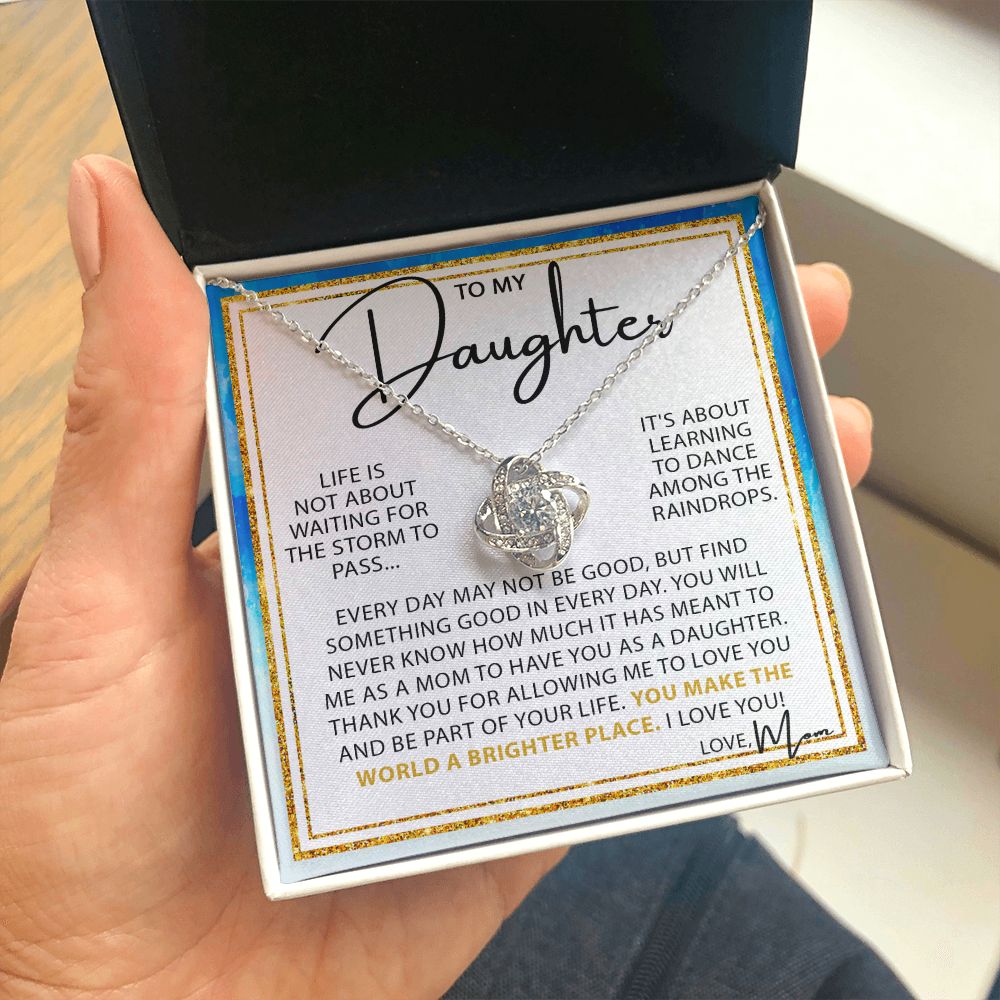 TO MY
Daughter
LIFE IS
NOT ABOUT
WAITING FOR
THE STORM TO
PASS...
IT'S ABOUT
LEARNING
TO DANCE
AMONG THE
RAINDROPS.
EVERY DAY MAY NOT BE GOOD, BUT FIND
SOMETHING GOOD IN EVERY DAY. YOU WILL
NEVER KNOW HOW MUCH IT HAS MEANT TO
ME AS A MOM TO HAVE YOU AS A DAUGHTER.
THANK YOU FOR ALLOWING ME TO LOVE YOU
AND BE PART OF YOUR LIFE. YOU MAKE THE
WORLD A BRIGHTER PLACE. I LOVE YOU!
LOVE, Mom